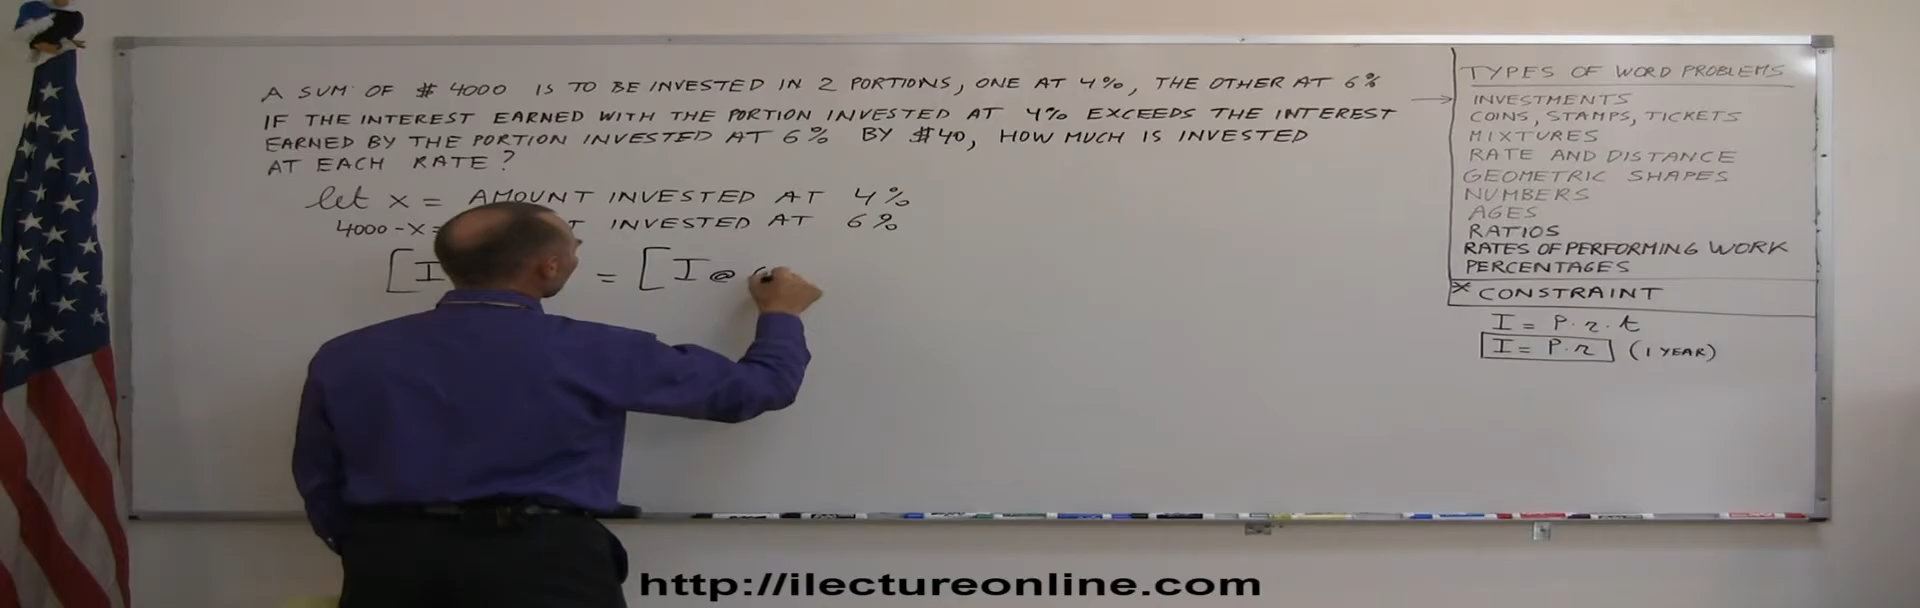 A SUM OF $ 4000 IS TO BE INVESTED IN 2 PORTIONS, ONE AT 4%, THE OTHER AT 6%
IF THE INTEREST EARNED WITH THE PORTION INVESTED AT 4% EXCEEDS THE INTEREST
EARNED BY THE PORTION INVESTED AT 6% BY $40, HOW MUCH IS INVESTED
AT EACH RATE?
let x = AMOUNT INVESTED AT 4%
4000-x= INVESTED AT 6%
[I = [I @
TYPES OF WORD PROBLEMS
→ INVESTMENTS
COINS, STAMPS, TICKETS
MIXTURES
RATE AND DISTANCE
GEOMETRIC SHAPES
NUMBERS
AGES
RATIOS
RATES OF PERFORMING WORK
PERCENTAGES
* CONSTRAINT
I = P.r.t
I = P.r (1 YEAR)
http://ilectureonline.com